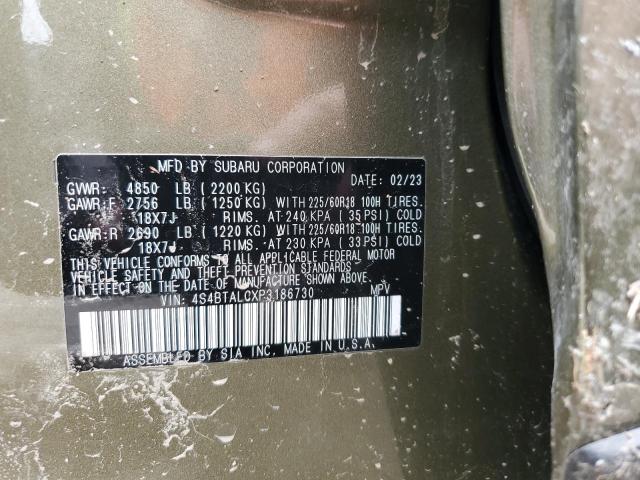 MFD BY SUBARU CORPORATION
DATE: 02/23
GVWR: 4850 LB (2200 KG)
GAWR:F 2756 LB (1250 KG) WITH 225/60R18 100H TIRES.
18X7J RIMS. AT 240 KPA (35 PSI) COLD
GAWR:R 2690 LB (1220 KG) WITH 225/60R18 100H TIRES.
18X7J RIMS. AT 230 KPA (33 PSI) COLD
THIS VEHICLE CONFORMS TO ALL APPLICABLE FEDERAL MOTOR
VEHICLE SAFETY AND THEFT PREVENTION STANDARDS
IN EFFECT ON THE DATE OF MANUFACTURE SHOWN ABOVE.
VIN: 4S4BTALCXP3186730 MPV
ASSEMBLED BY SIA INC, MADE IN U.S.A.